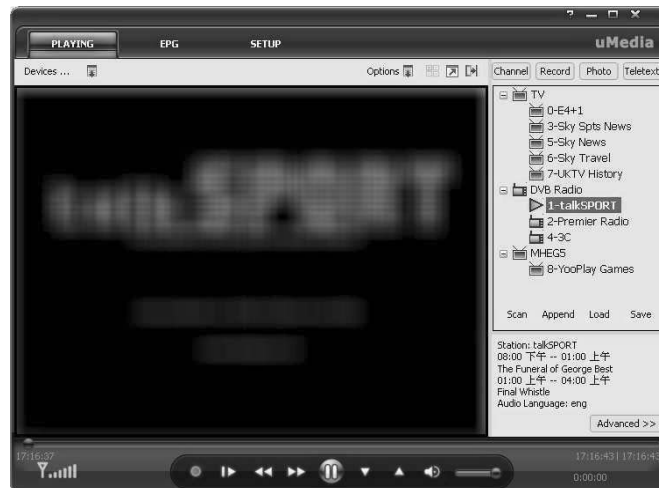 PLAYING EPG SETUP uMedia
Devices ... Options Channel Record Photo Teletext
TV
0-E4+1
3-Sky Spts News
5-Sky News
6-Sky Travel
7-UKTV History
DVB Radio
1-talkSPORT
2-Premier Radio
4-3C
MHEG5
8-YooPlay Games
Scan Append Load Save
talkSPORT
Station: talkSPORT
08:00 下午 -- 01:00 上午
The Funeral of George Best
01:00 上午 -- 04:00 上午
Final Whistle
Audio Language: eng
Advanced >>
17:16:37 17:16:43 | 17:16:43
0:00:00